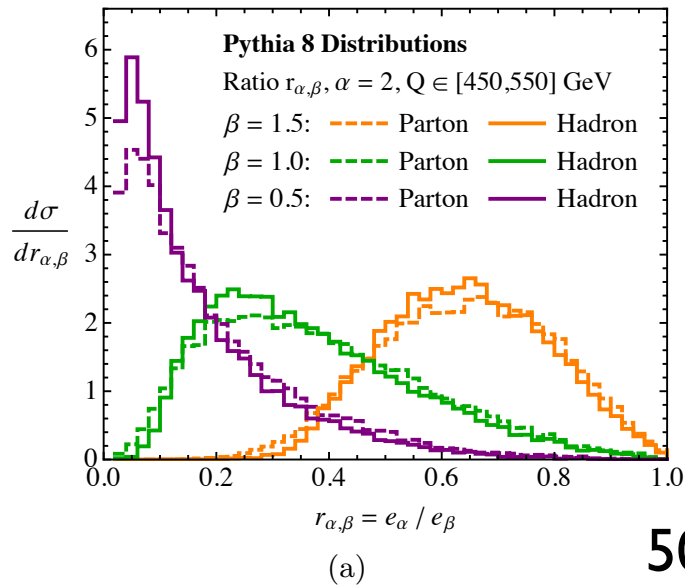 6
5
4
3
2
1
0
dσ
dr_{α,β}
Pythia 8 Distributions
Ratio r_{α,β}, α = 2, Q ∈ [450,550] GeV
β = 1.5: Parton Hadron
β = 1.0: Parton Hadron
β = 0.5: Parton Hadron
0.0 0.2 0.4 0.6 0.8 1.0
r_{α,β} = e_α / e_β
(a)